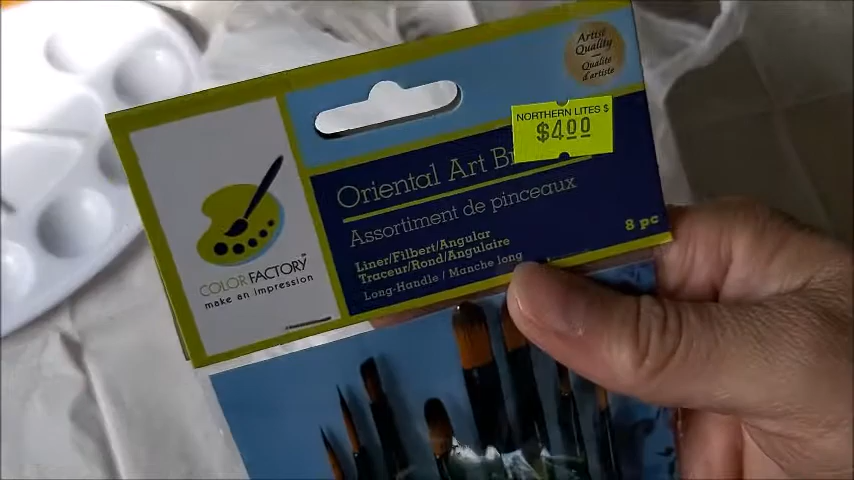 Artist
Quality
Qualité
d'artiste
NORTHERN LITES $
$4.00
Oriental Art
Assortiment de pinceaux
8 pc
Liner/Filbert/Angular
Traceur/Rond/Angulaire
Long-Handle / Manche long
COLOR FACTORY
make an impression